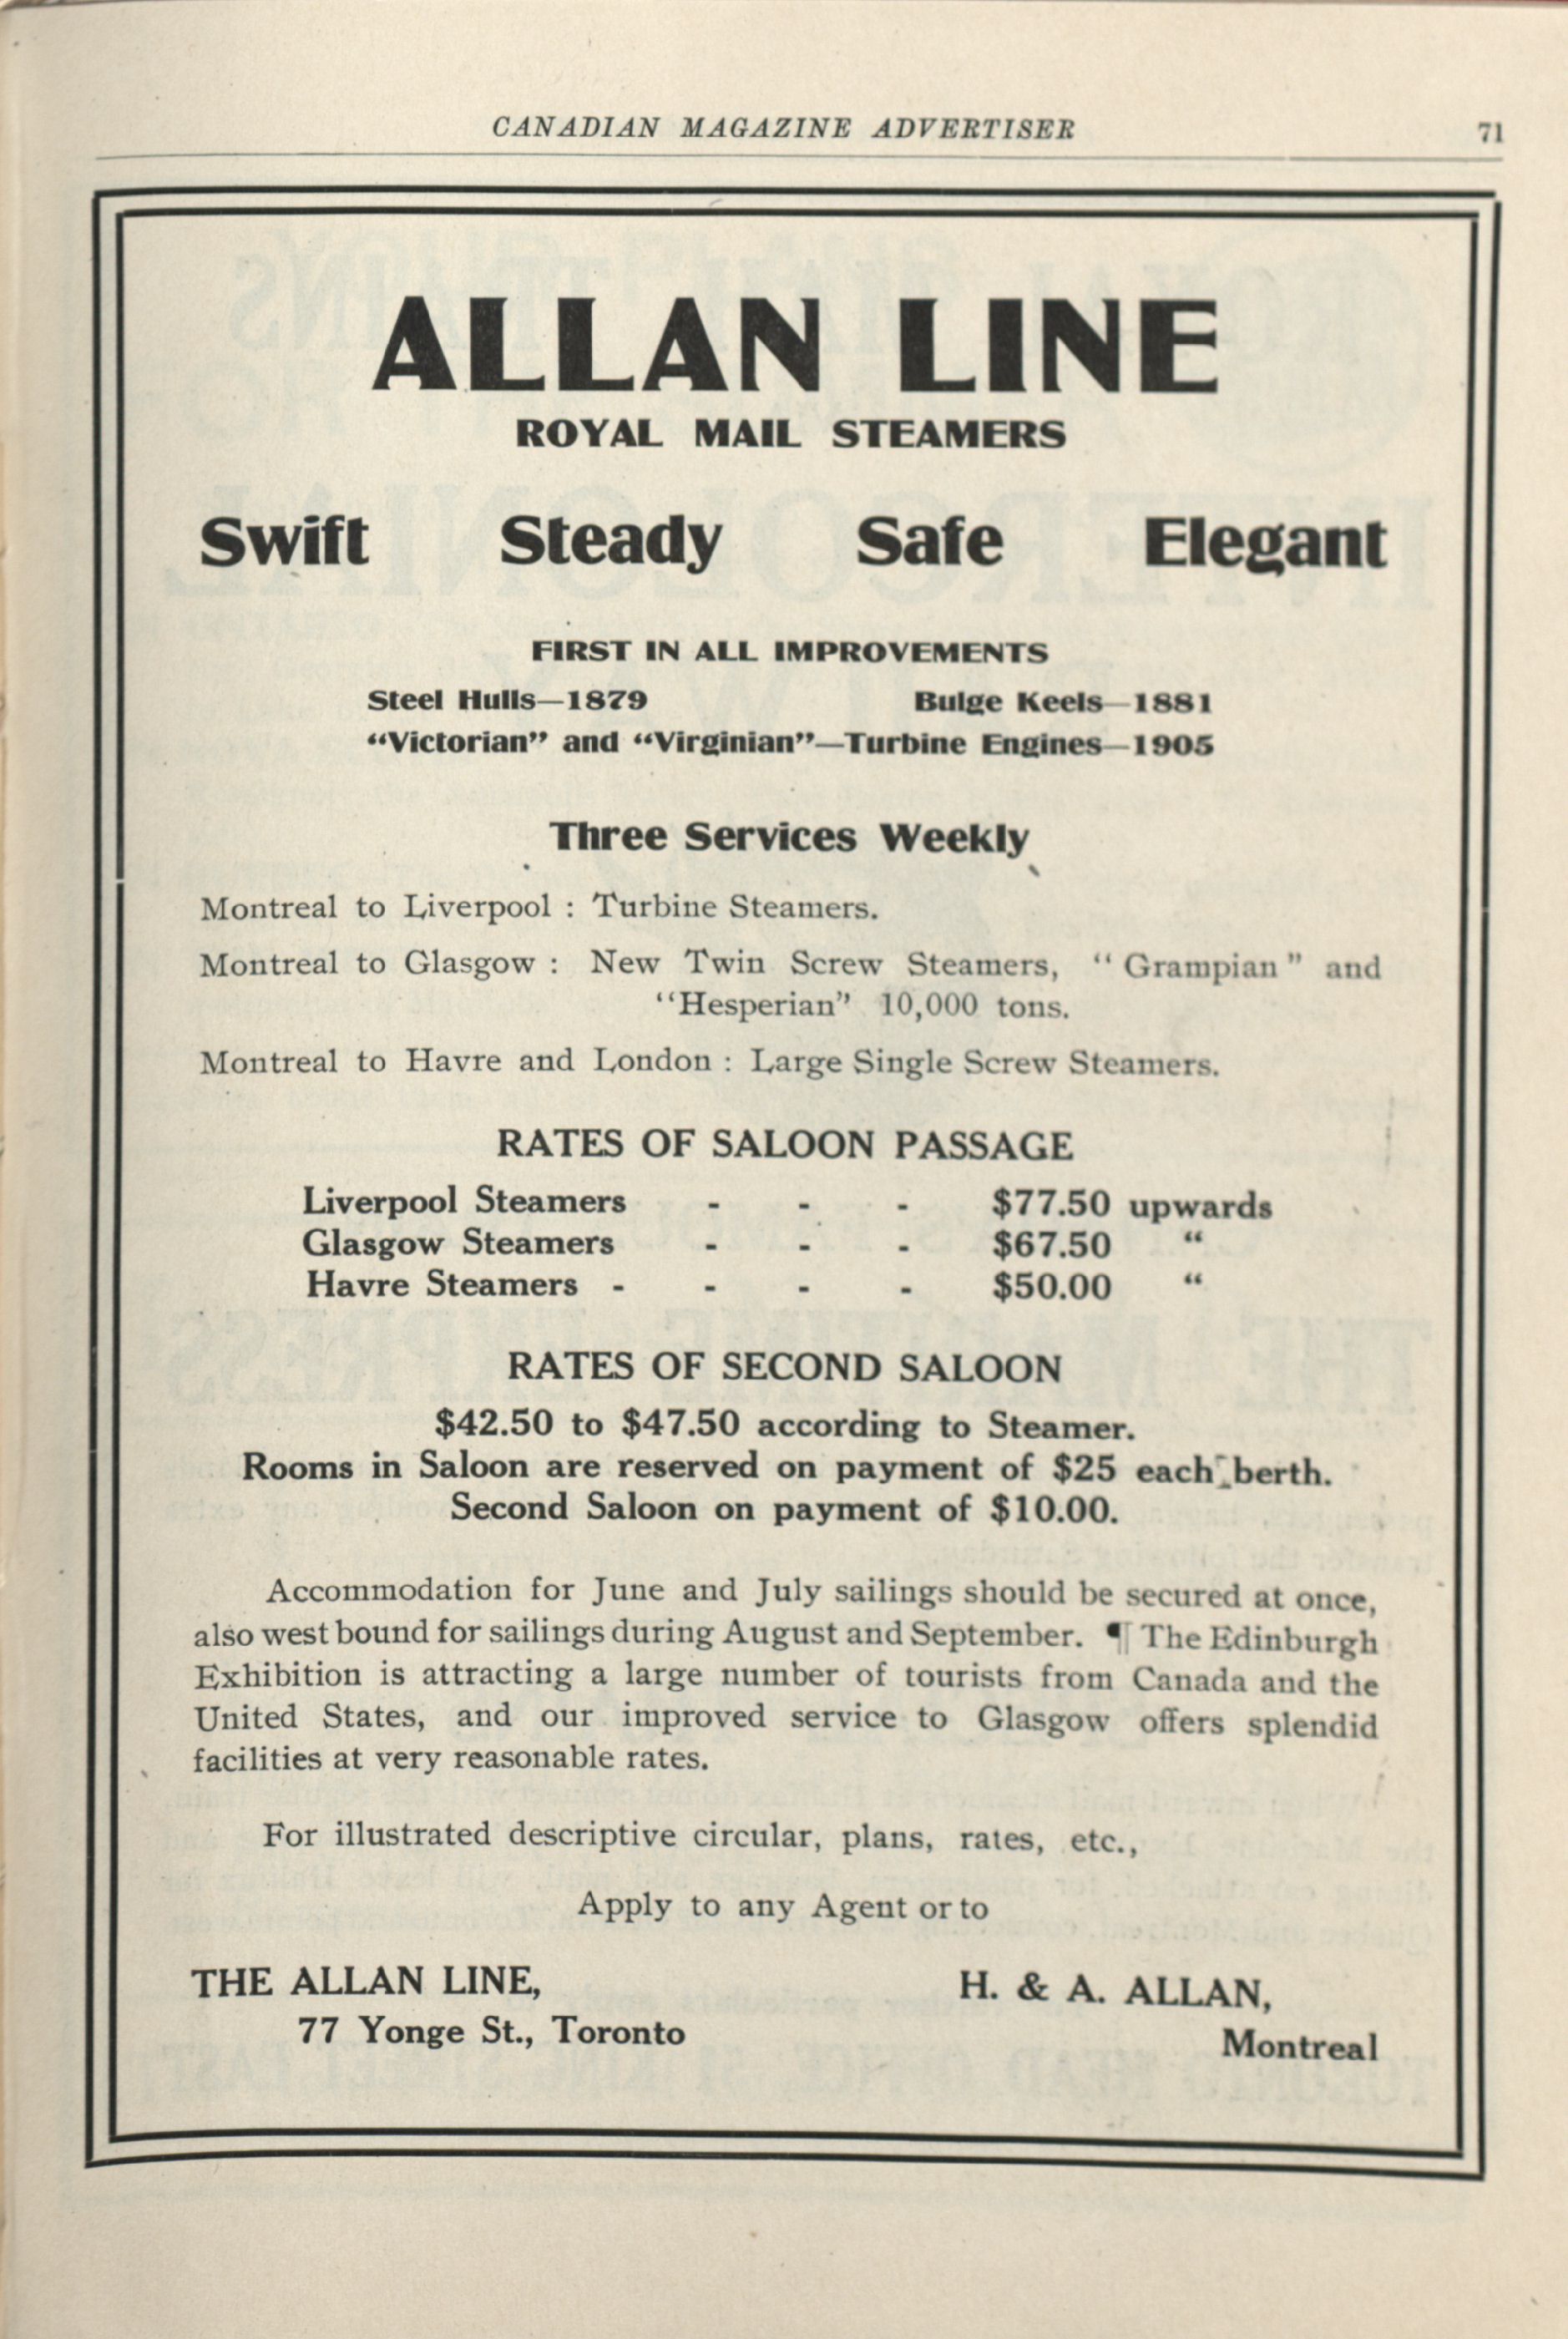 CANADIAN MAGAZINE ADVERTISER 71
ALLAN LINE
ROYAL MAIL STEAMERS
Swift Steady Safe Elegant
FIRST IN ALL IMPROVEMENTS
Steel Hulls—1879 Bulge Keels—1881
“Victorian” and “Virginian”—Turbine Engines—1905
Three Services Weekly
Montreal to Liverpool : Turbine Steamers.
Montreal to Glasgow : New Twin Screw Steamers, “Grampian” and
“Hesperian” 10,000 tons.
Montreal to Havre and London : Large Single Screw Steamers.
RATES OF SALOON PASSAGE
Liverpool Steamers - - - $77.50 upwards
Glasgow Steamers - - - $67.50 “
Havre Steamers - - - - $50.00 “
RATES OF SECOND SALOON
$42.50 to $47.50 according to Steamer.
Rooms in Saloon are reserved on payment of $25 each berth.
Second Saloon on payment of $10.00.
Accommodation for June and July sailings should be secured at once,
also west bound for sailings during August and September. ¶ The Edinburgh
Exhibition is attracting a large number of tourists from Canada and the
United States, and our improved service to Glasgow offers splendid
facilities at very reasonable rates.
For illustrated descriptive circular, plans, rates, etc.,
Apply to any Agent or to
THE ALLAN LINE, H. & A. ALLAN,
77 Yonge St., Toronto Montreal